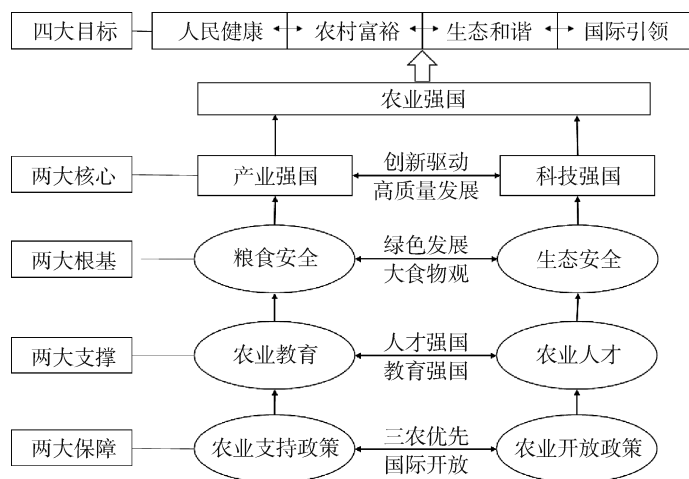 四大目标
人民健康
农村富裕
生态和谐
国际引领
农业强国
两大核心
产业强国
创新驱动
高质量发展
科技强国
两大根基
粮食安全
绿色发展
大食物观
生态安全
两大支撑
农业教育
人才强国
教育强国
农业人才
两大保障
农业支持政策
三农优先
国际开放
农业开放政策